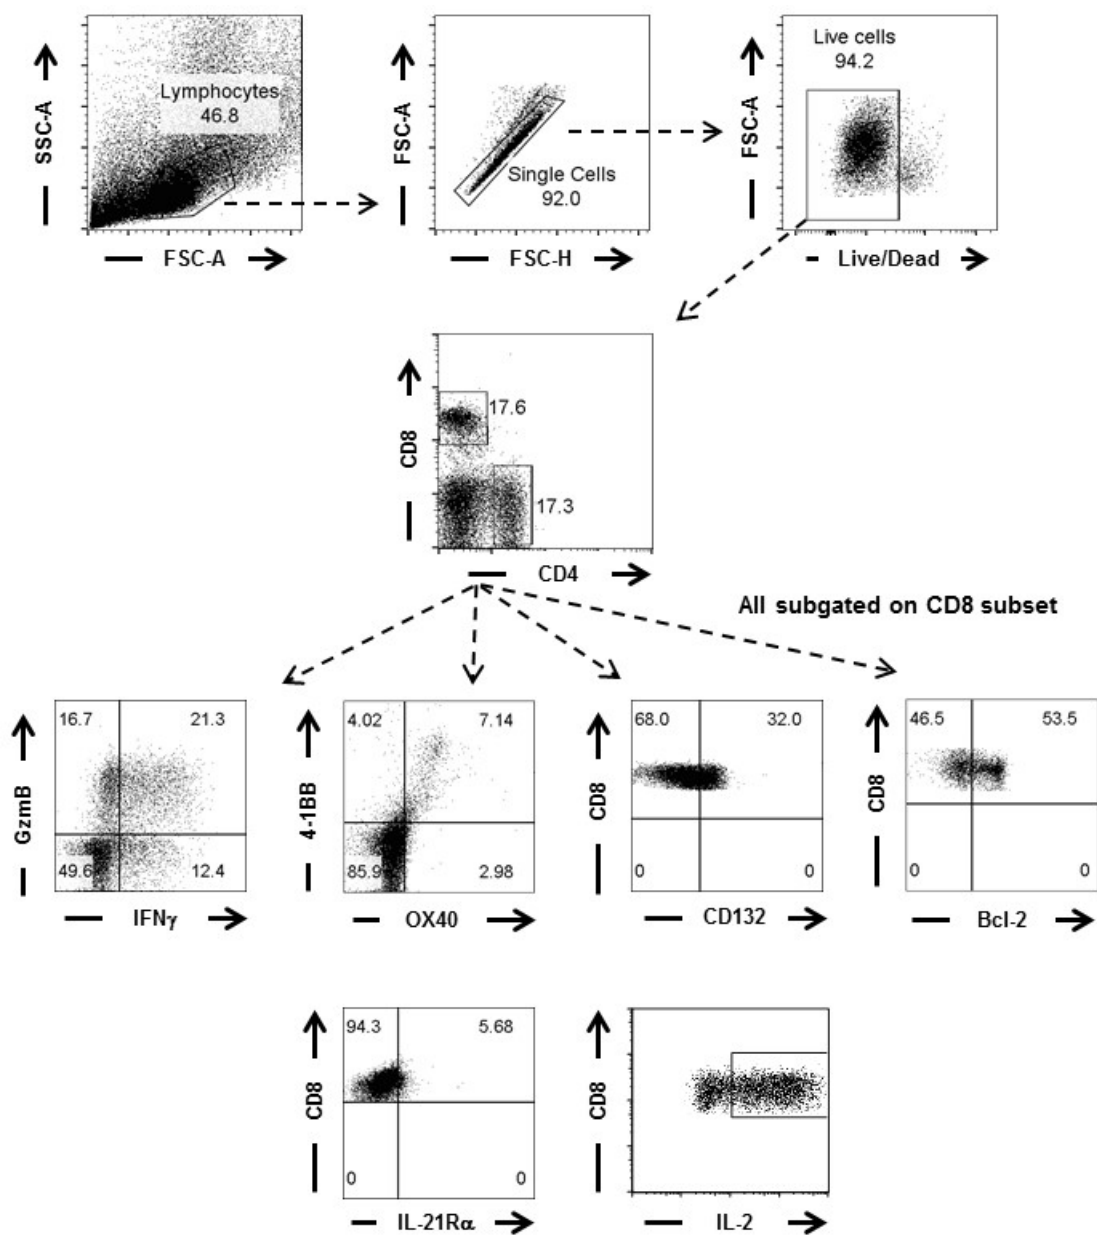 SSC-A
Lymphocytes
46.8
FSC-A
FSC-A
Single Cells
92.0
FSC-H
FSC-A
Live cells
94.2
Live/Dead
CD8
17.6
17.3
CD4
All subgated on CD8 subset
GzmB
16.7 21.3
49.6 12.4
IFNγ
4-1BB
4.02 7.14
85.9 2.98
OX40
CD8
68.0 32.0
0 0
CD132
CD8
46.5 53.5
0 0
Bcl-2
CD8
94.3 5.68
0 0
IL-21Rα
CD8
IL-2